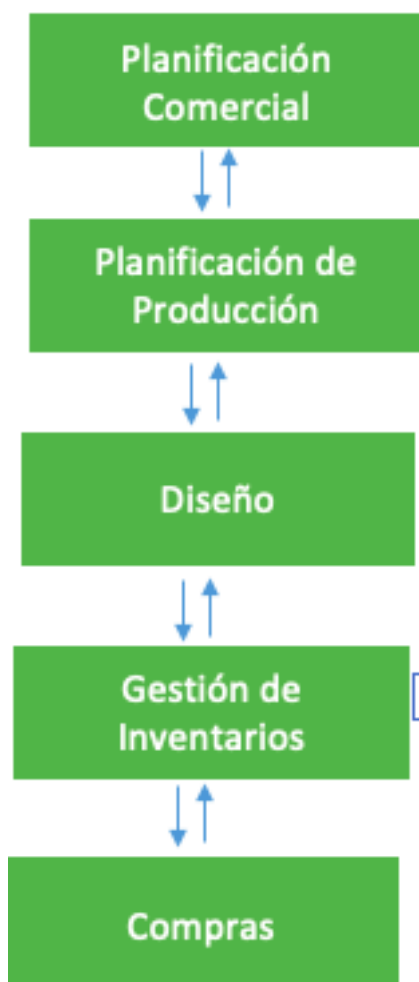 Planificación
Comercial
Planificación de
Producción
Diseño
Gestión de
Inventarios
Compras